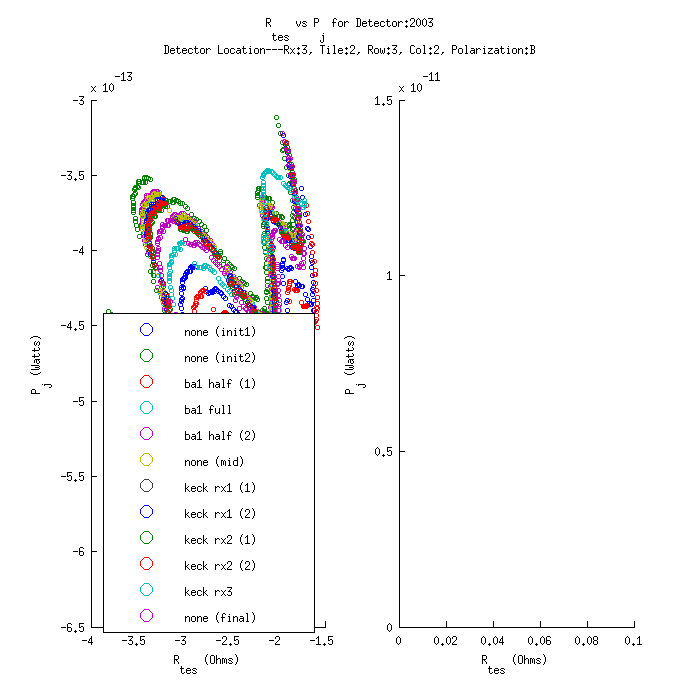 R    vs P  for Detector:2003
tes    j
Detector Location---Rx:3, Tile:2, Row:3, Col:2, Polarization:B
x 10-13
x 10-11
-3
-3.5
-4
-4.5
-5
-5.5
-6
-6.5
1.5
1
0.5
0
P  (Watts)
j
P  (Watts)
j
none (init1)
none (init2)
ba1 half (1)
ba1 full
ba1 half (2)
none (mid)
keck rx1 (1)
keck rx1 (2)
keck rx2 (1)
keck rx2 (2)
keck rx3
none (final)
-4 -3.5 -3 -2.5 -2 -1.5
0 0.02 0.04 0.06 0.08 0.1
R    (Ohms)
tes
R    (Ohms)
tes